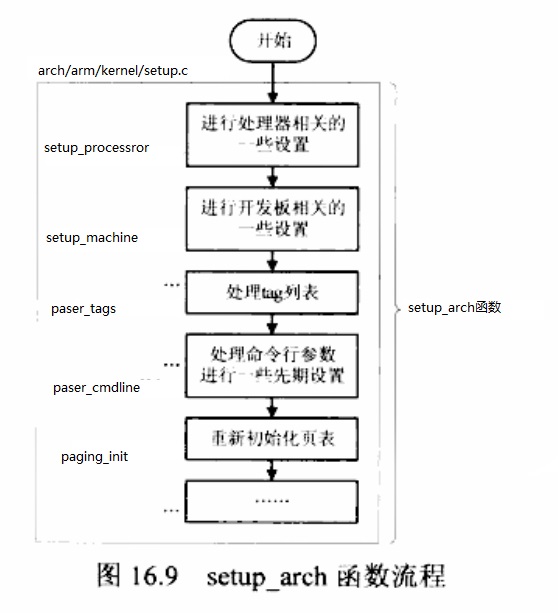 开始
arch/arm/kernel/setup.c
进行处理器相关的
一些设置
setup_processror
进行开发板相关的
一些设置
setup_machine
...
处理tag列表
paser_tags
setup_arch函数
处理命令行参数
进行一些先期设置
...
paser_cmdline
重新初始化页表
paging_init
......
...
图 16.9 setup_arch 函数流程